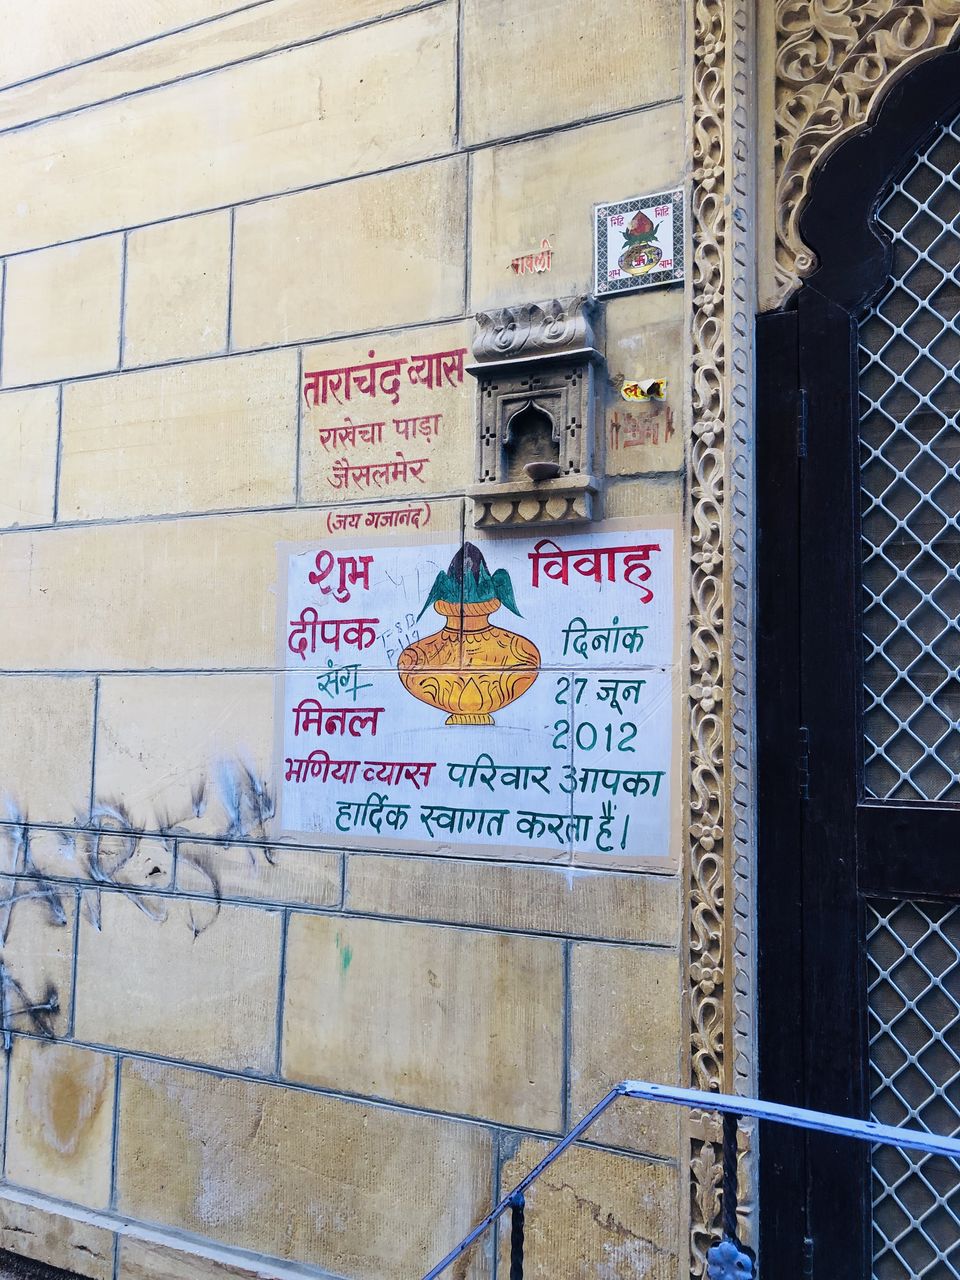 रिद्धि सिद्धि
शुभ लाभ
ताराचंद व्यास
राखेचा पाड़ा
जैसलमेर
(जय गजानंद)
शुभ विवाह
दीपक
संग
मिनल
दिनांक
27 जून
2012
भणिया व्यास परिवार आपका
हार्दिक स्वागत करता है।